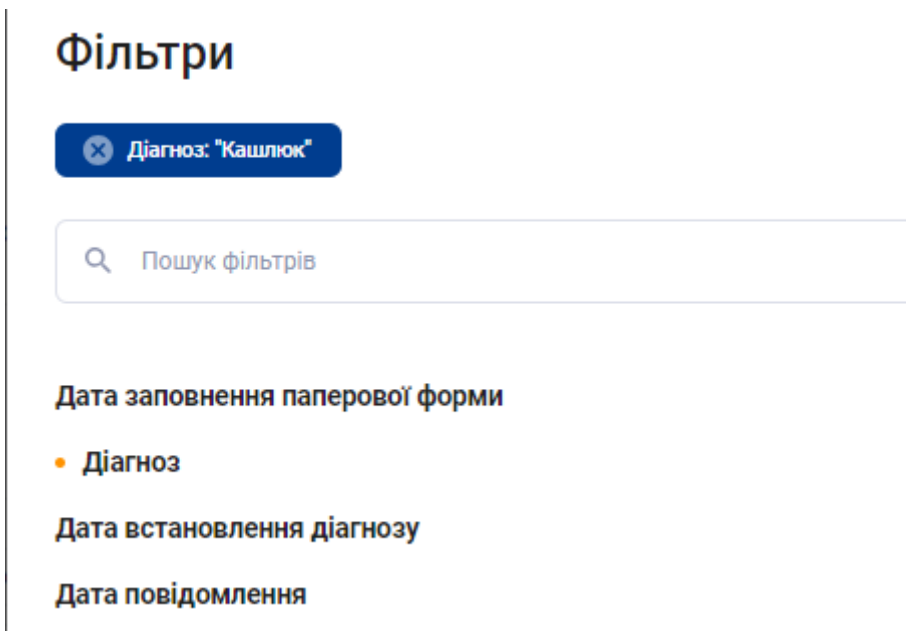 Фільтри
Діагноз: "Кашлюк"
Пошук фільтрів
Дата заповнення паперової форми
• Діагноз
Дата встановлення діагнозу
Дата повідомлення